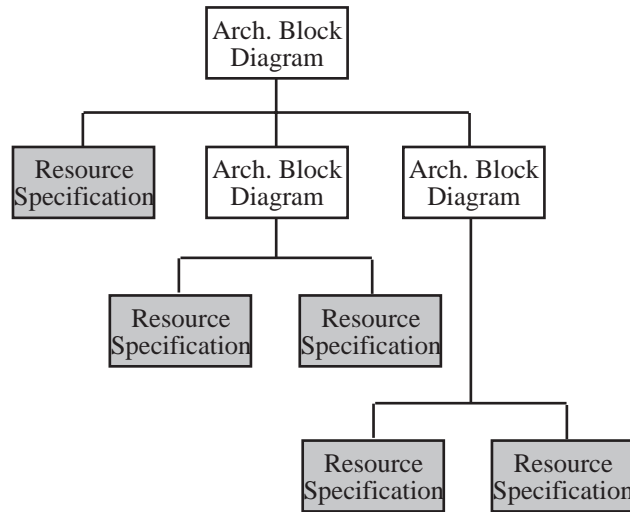 Arch. Block
Diagram
Resource
Specification
Arch. Block
Diagram
Arch. Block
Diagram
Resource
Specification
Resource
Specification
Resource
Specification
Resource
Specification